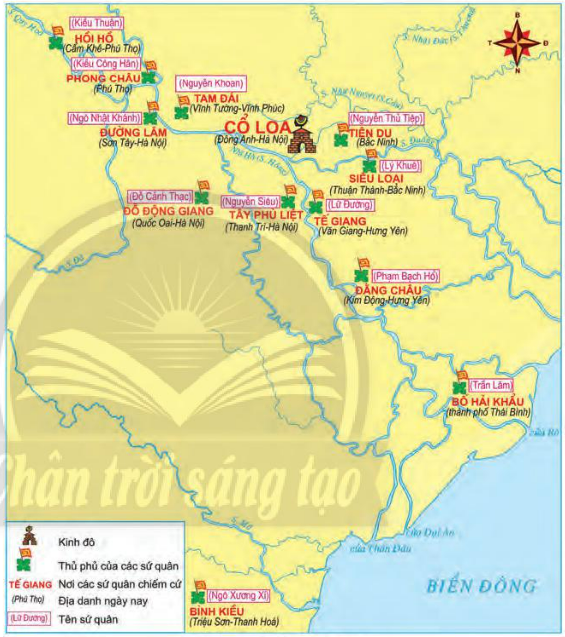 (Kiều Thuận)
HỒI HỒ
(Cẩm Khê-Phú Thọ)
(Kiều Công Hãn)
PHONG CHÂU
(Phú Thọ)
(Nguyễn Khoan)
TAM ĐÁI
(Vĩnh Tường-Vĩnh Phúc)
(Ngô Nhật Khánh)
ĐƯỜNG LÂM
(Sơn Tây-Hà Nội)
CỔ LOA
(Đông Anh-Hà Nội)
(Nguyễn Thủ Tiệp)
TIÊN DU
(Bắc Ninh)
S. Đuống
(Lý Khuê)
SIÊU LOẠI
(Thuận Thành-Bắc Ninh)
(Đỗ Cảnh Thạc)
ĐỖ ĐỘNG GIANG
(Quốc Oai-Hà Nội)
(Nguyễn Siêu)
TÂY PHÙ LIỆT
(Thanh Trì-Hà Nội)
(Lữ Đường)
TẾ GIANG
(Văn Giang-Hưng Yên)
S. Đà
(Phạm Bạch Hổ)
ĐẰNG CHÂU
(Kim Động-Hưng Yên)
(Trần Lãm)
BỐ HẢI KHẨU
(thành phố Thái Bình)
Chân trời sáng tạo
S. Mã
cửa Đại Ác
BIỂN ĐÔNG
(Ngô Xương Xí)
BÌNH KIỀU
(Triệu Sơn-Thanh Hoá)
B
T
Đ
N
Kinh đô
Thủ phủ của các sứ quân
TẾ GIANG Nơi các sứ quân chiếm cứ
(Phú Thọ) Địa danh ngày nay
(Lữ Đường) Tên sứ quân